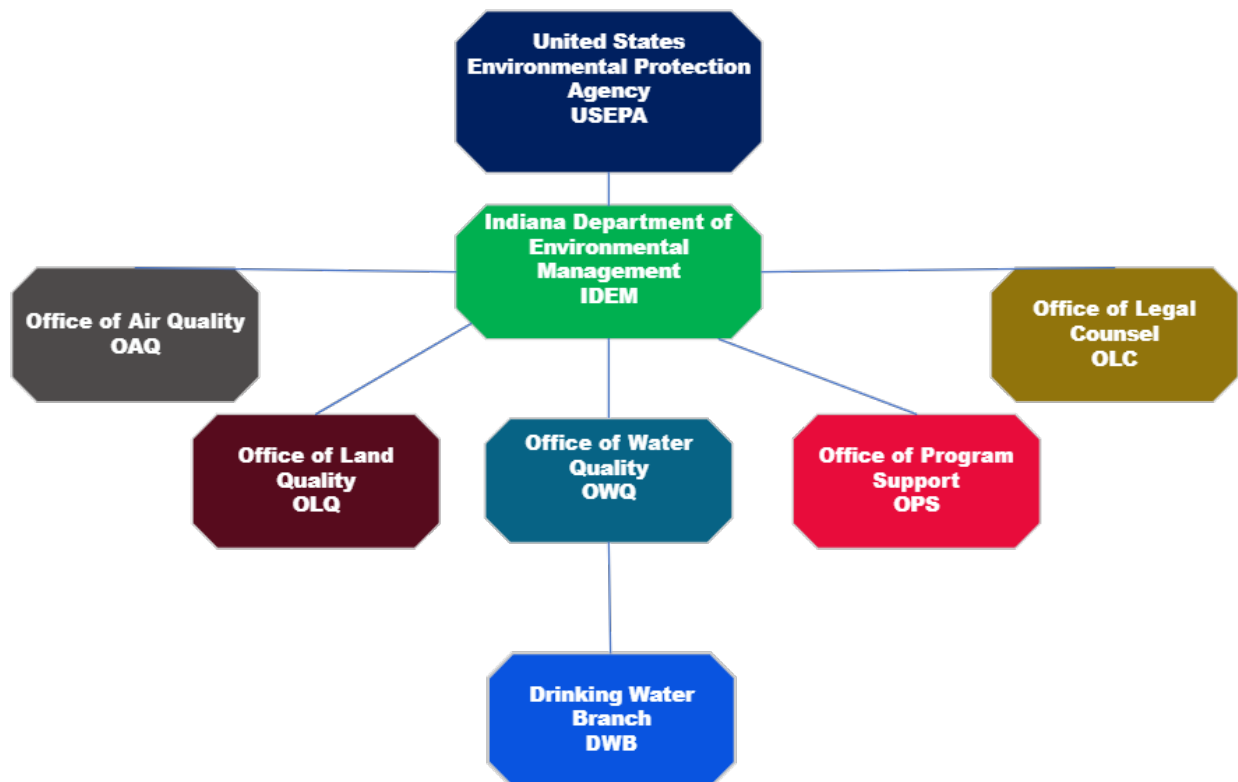 United States
Environmental Protection
Agency
USEPA
Indiana Department of
Environmental
Management
IDEM
Office of Air Quality
OAQ
Office of Legal
Counsel
OLC
Office of Land
Quality
OLQ
Office of Water
Quality
OWQ
Office of Program
Support
OPS
Drinking Water
Branch
DWB